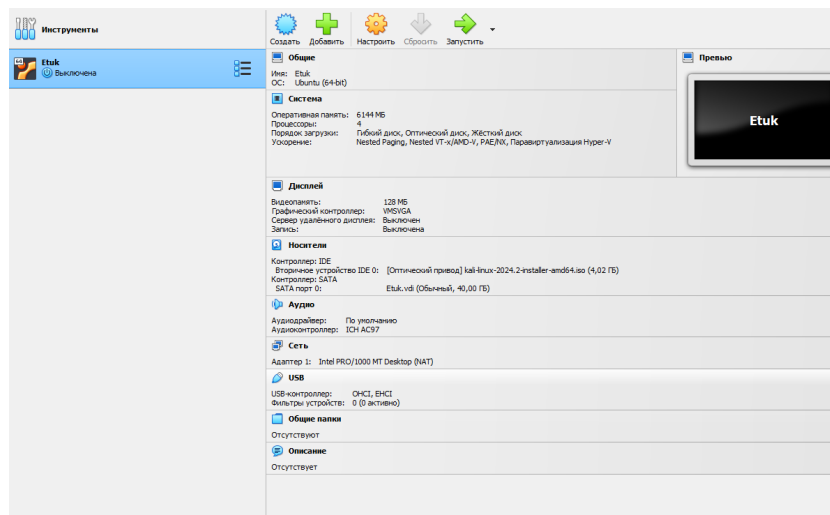 Инструменты
Создать Добавить Настроить Сбросить Запустить
64
Etuk
Выключена
Общие
Имя: Etuk
ОС: Ubuntu (64-bit)
Превью
Etuk
Система
Оперативная память: 6144 МБ
Процессоры: 4
Порядок загрузки: Гибкий диск, Оптический диск, Жёсткий диск
Ускорение: Nested Paging, Nested VT-x/AMD-V, PAE/NX, Паравиртуализация Hyper-V
Дисплей
Видеопамять: 128 МБ
Графический контроллер: VMSVGA
Сервер удалённого дисплея: Выключен
Запись: Выключена
Носители
Контроллер: IDE
Вторичное устройство IDE 0: [Оптический привод] kali-linux-2024.2-installer-amd64.iso (4,02 ГБ)
Контроллер: SATA
SATA порт 0: Etuk.vdi (Обычный, 40,00 ГБ)
Аудио
Аудиодрайвер: По умолчанию
Аудиоконтроллер: ICH AC97
Сеть
Адаптер 1: Intel PRO/1000 MT Desktop (NAT)
USB
USB-контроллер: OHCI, EHCI
Фильтры устройств: 0 (0 активно)
Общие папки
Отсутствуют
Описание
Отсутствует